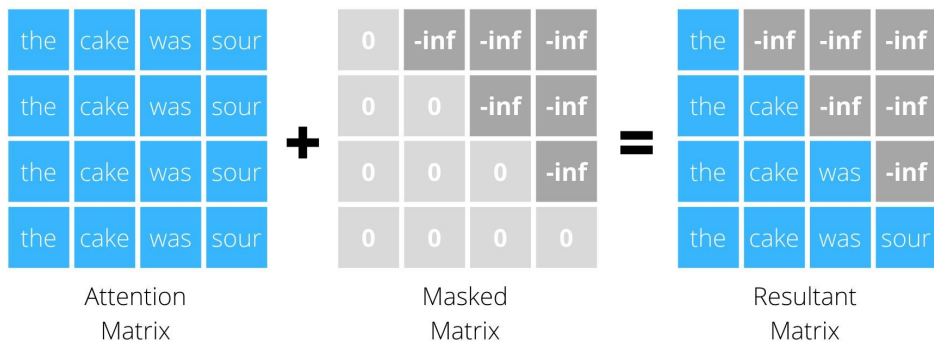 the cake was sour 0 -inf -inf -inf the -inf -inf -inf
the cake was sour 0 0 -inf -inf the cake -inf -inf
+ =
the cake was sour 0 0 0 -inf the cake was -inf
the cake was sour 0 0 0 0 the cake was sour
Attention Masked Resultant
Matrix Matrix Matrix